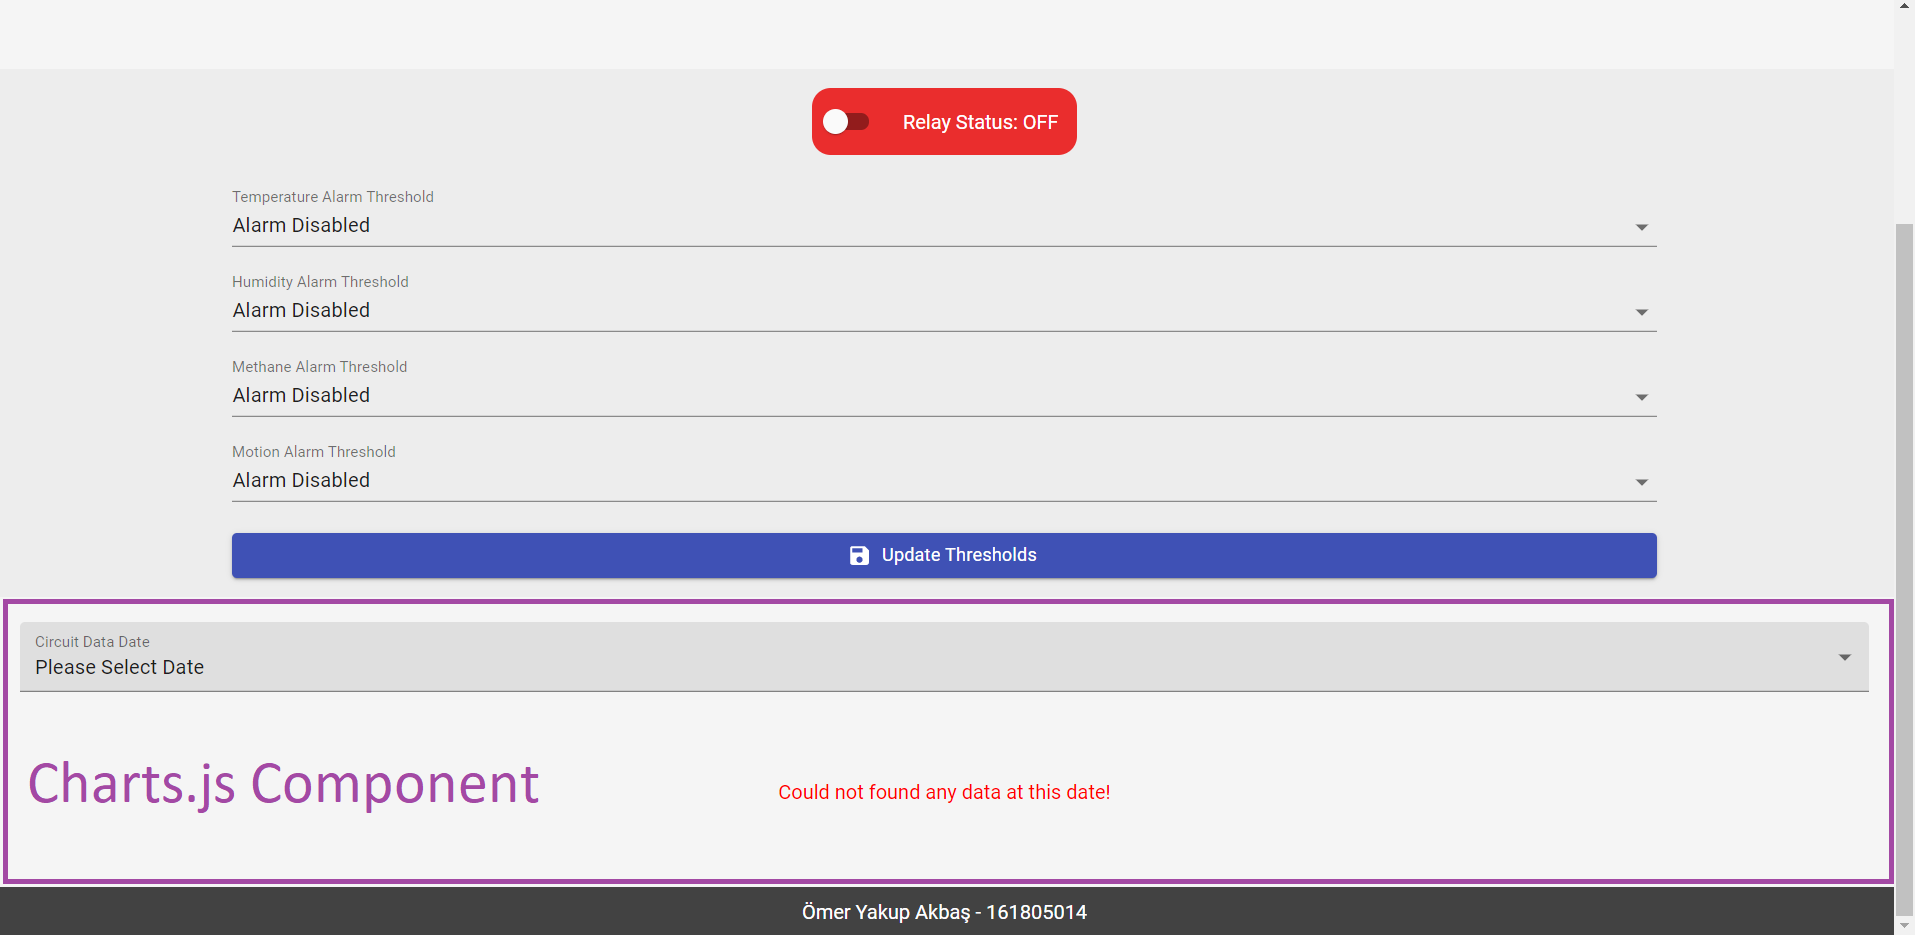 Relay Status: OFF
Temperature Alarm Threshold
Alarm Disabled
Humidity Alarm Threshold
Alarm Disabled
Methane Alarm Threshold
Alarm Disabled
Motion Alarm Threshold
Alarm Disabled
Update Thresholds
Circuit Data Date
Please Select Date
Charts.js Component
Could not found any data at this date!
Ömer Yakup Akbaş - 161805014